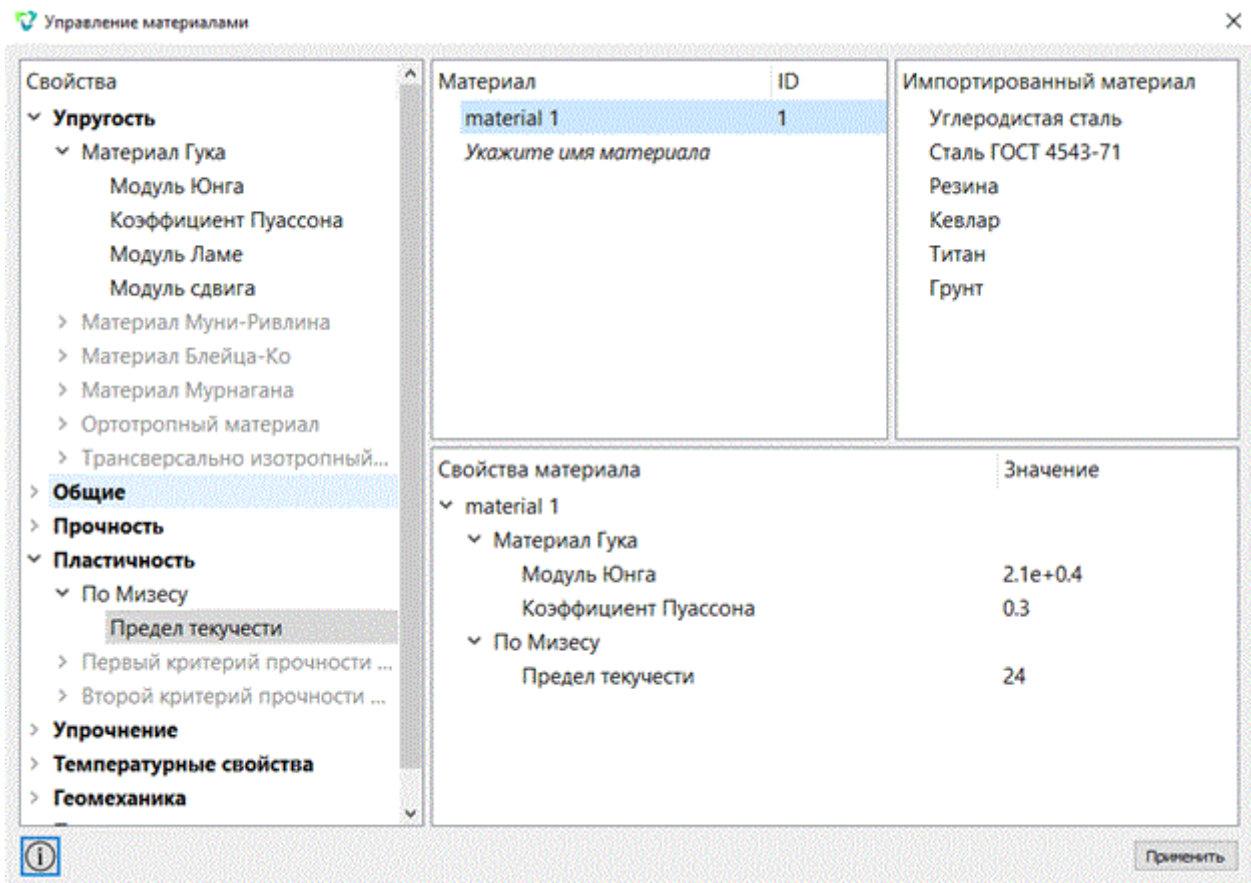 Управление материалами
Свойства
Упругость
Материал Гука
Модуль Юнга
Коэффициент Пуассона
Модуль Ламе
Модуль сдвига
Материал Муни-Ривлина
Материал Блейца-Ко
Материал Мурнагана
Ортотропный материал
Трансверсально изотропный...
Общие
Прочность
Пластичность
По Мизесу
Предел текучести
Первый критерий прочности ...
Второй критерий прочности ...
Упрочнение
Температурные свойства
Геомеханика
Материал ID
material 1 1
Укажите имя материала
Импортированный материал
Углеродистая сталь
Сталь ГОСТ 4543-71
Резина
Кевлар
Титан
Грунт
Свойства материала Значение
material 1
Материал Гука
Модуль Юнга 2.1e+0.4
Коэффициент Пуассона 0.3
По Мизесу
Предел текучести 24
Применить